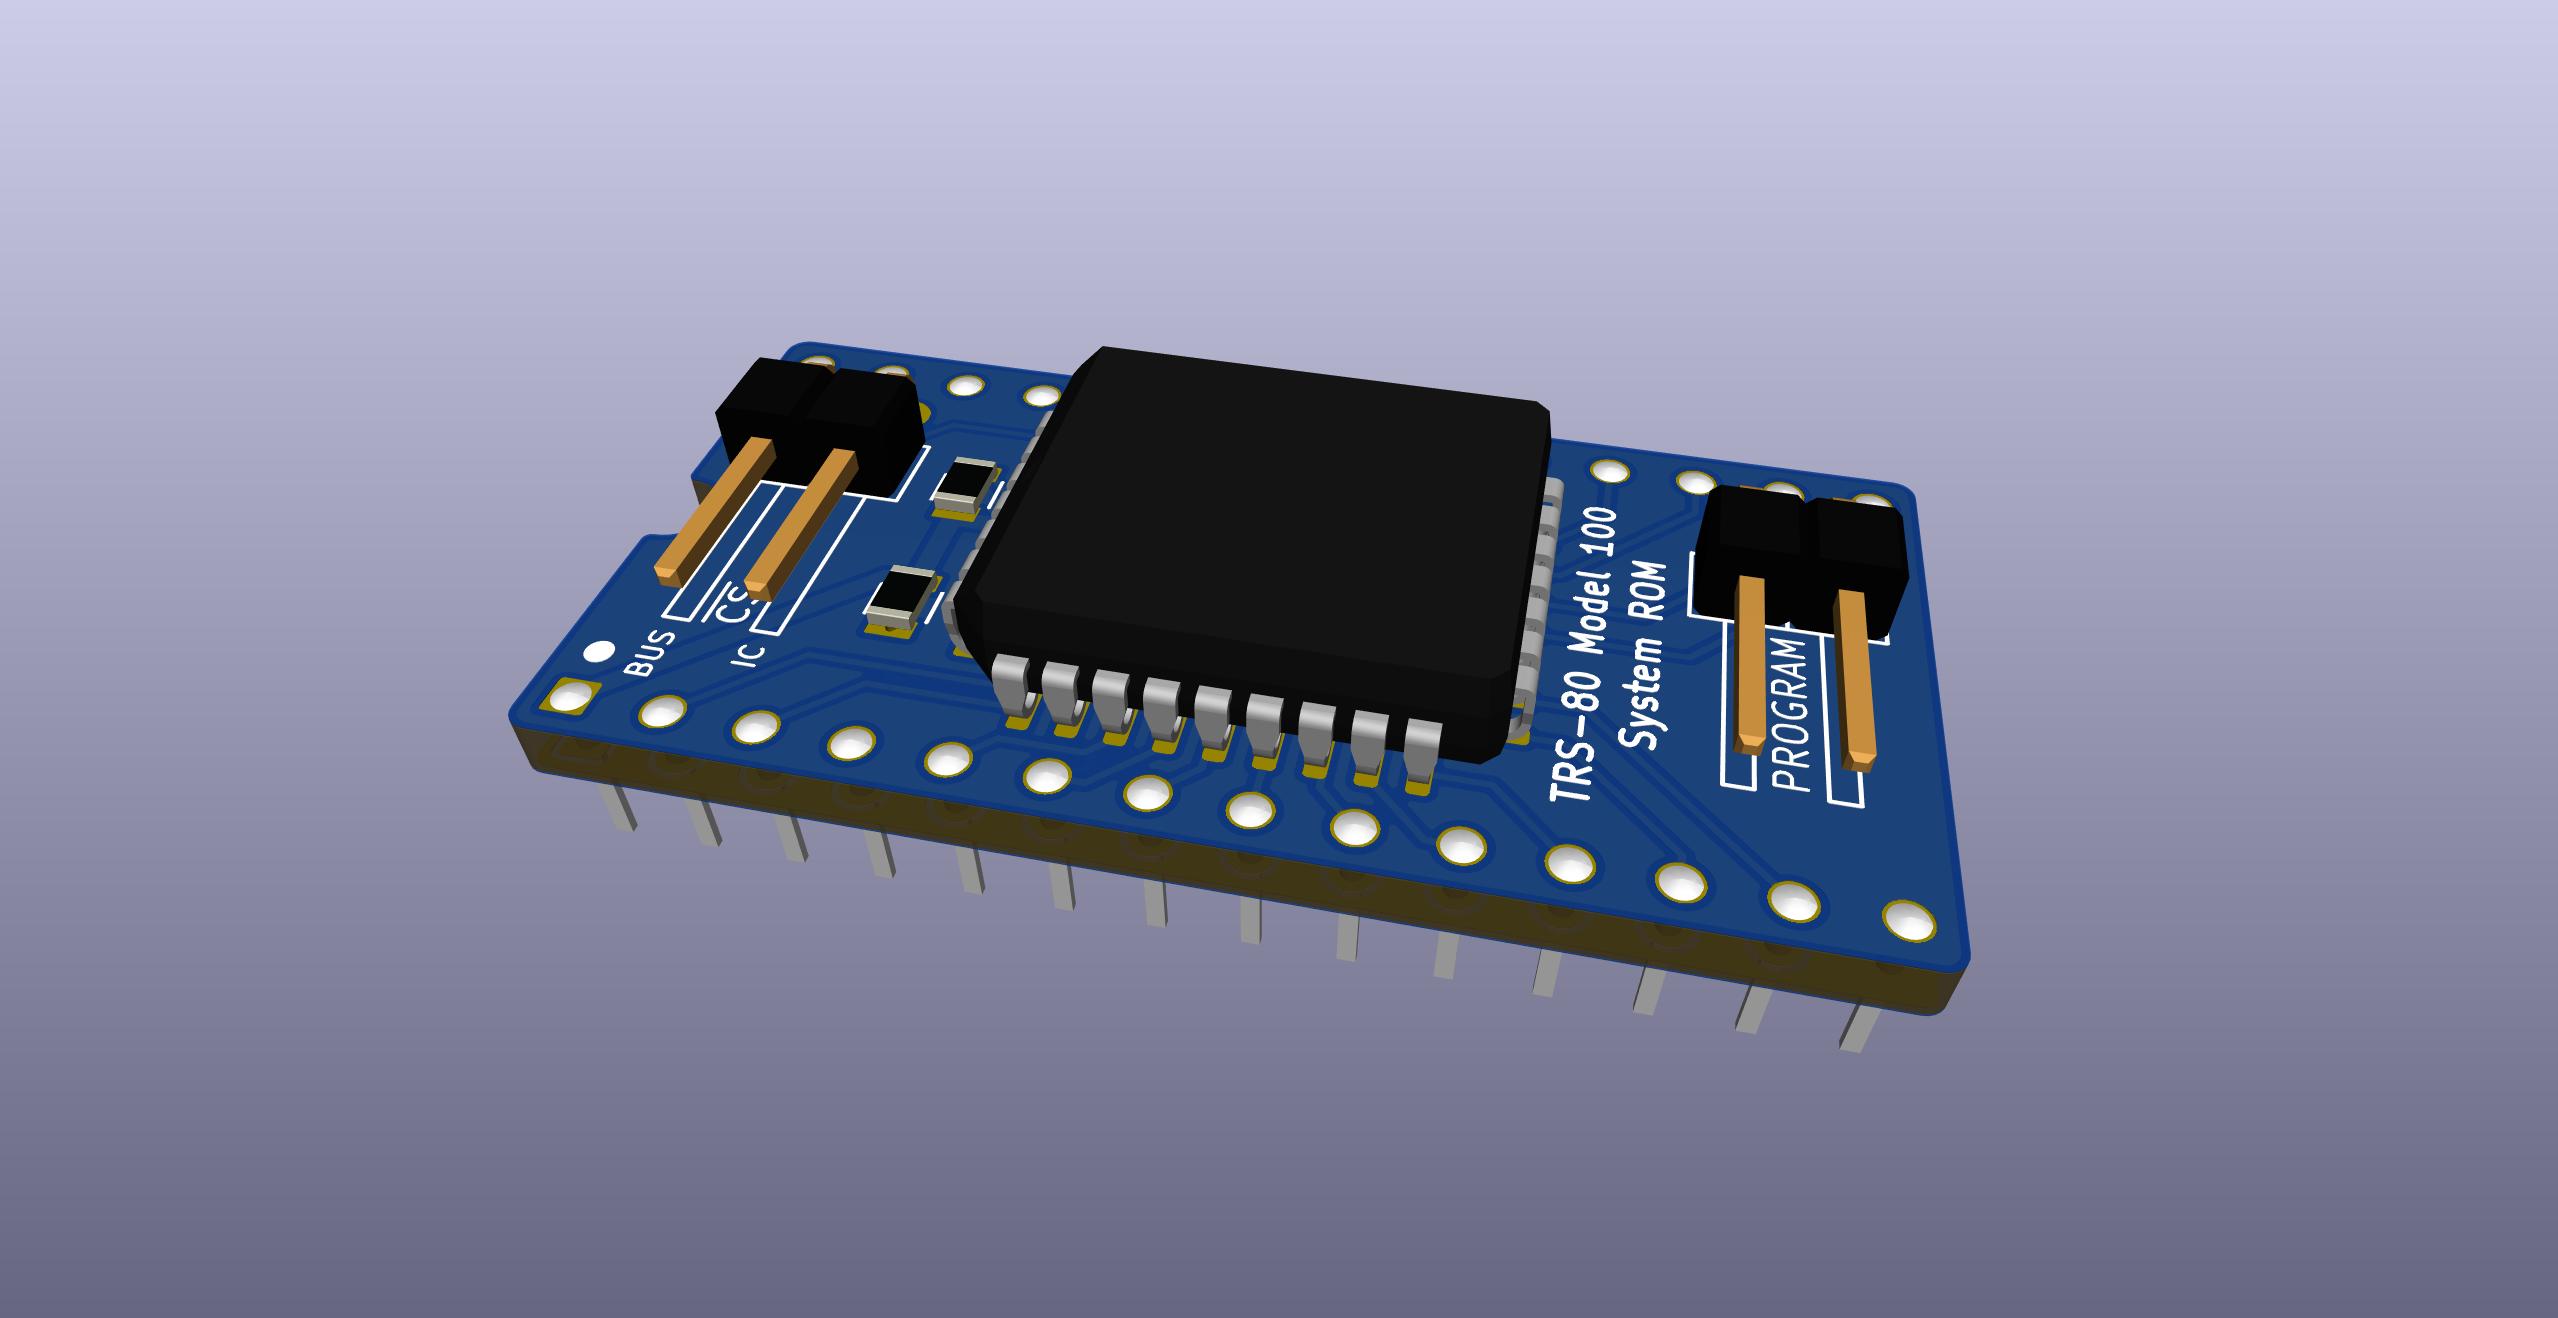 BUS
C̅S̅
IC
TRS-80 Model 100
System ROM
PROGRAM